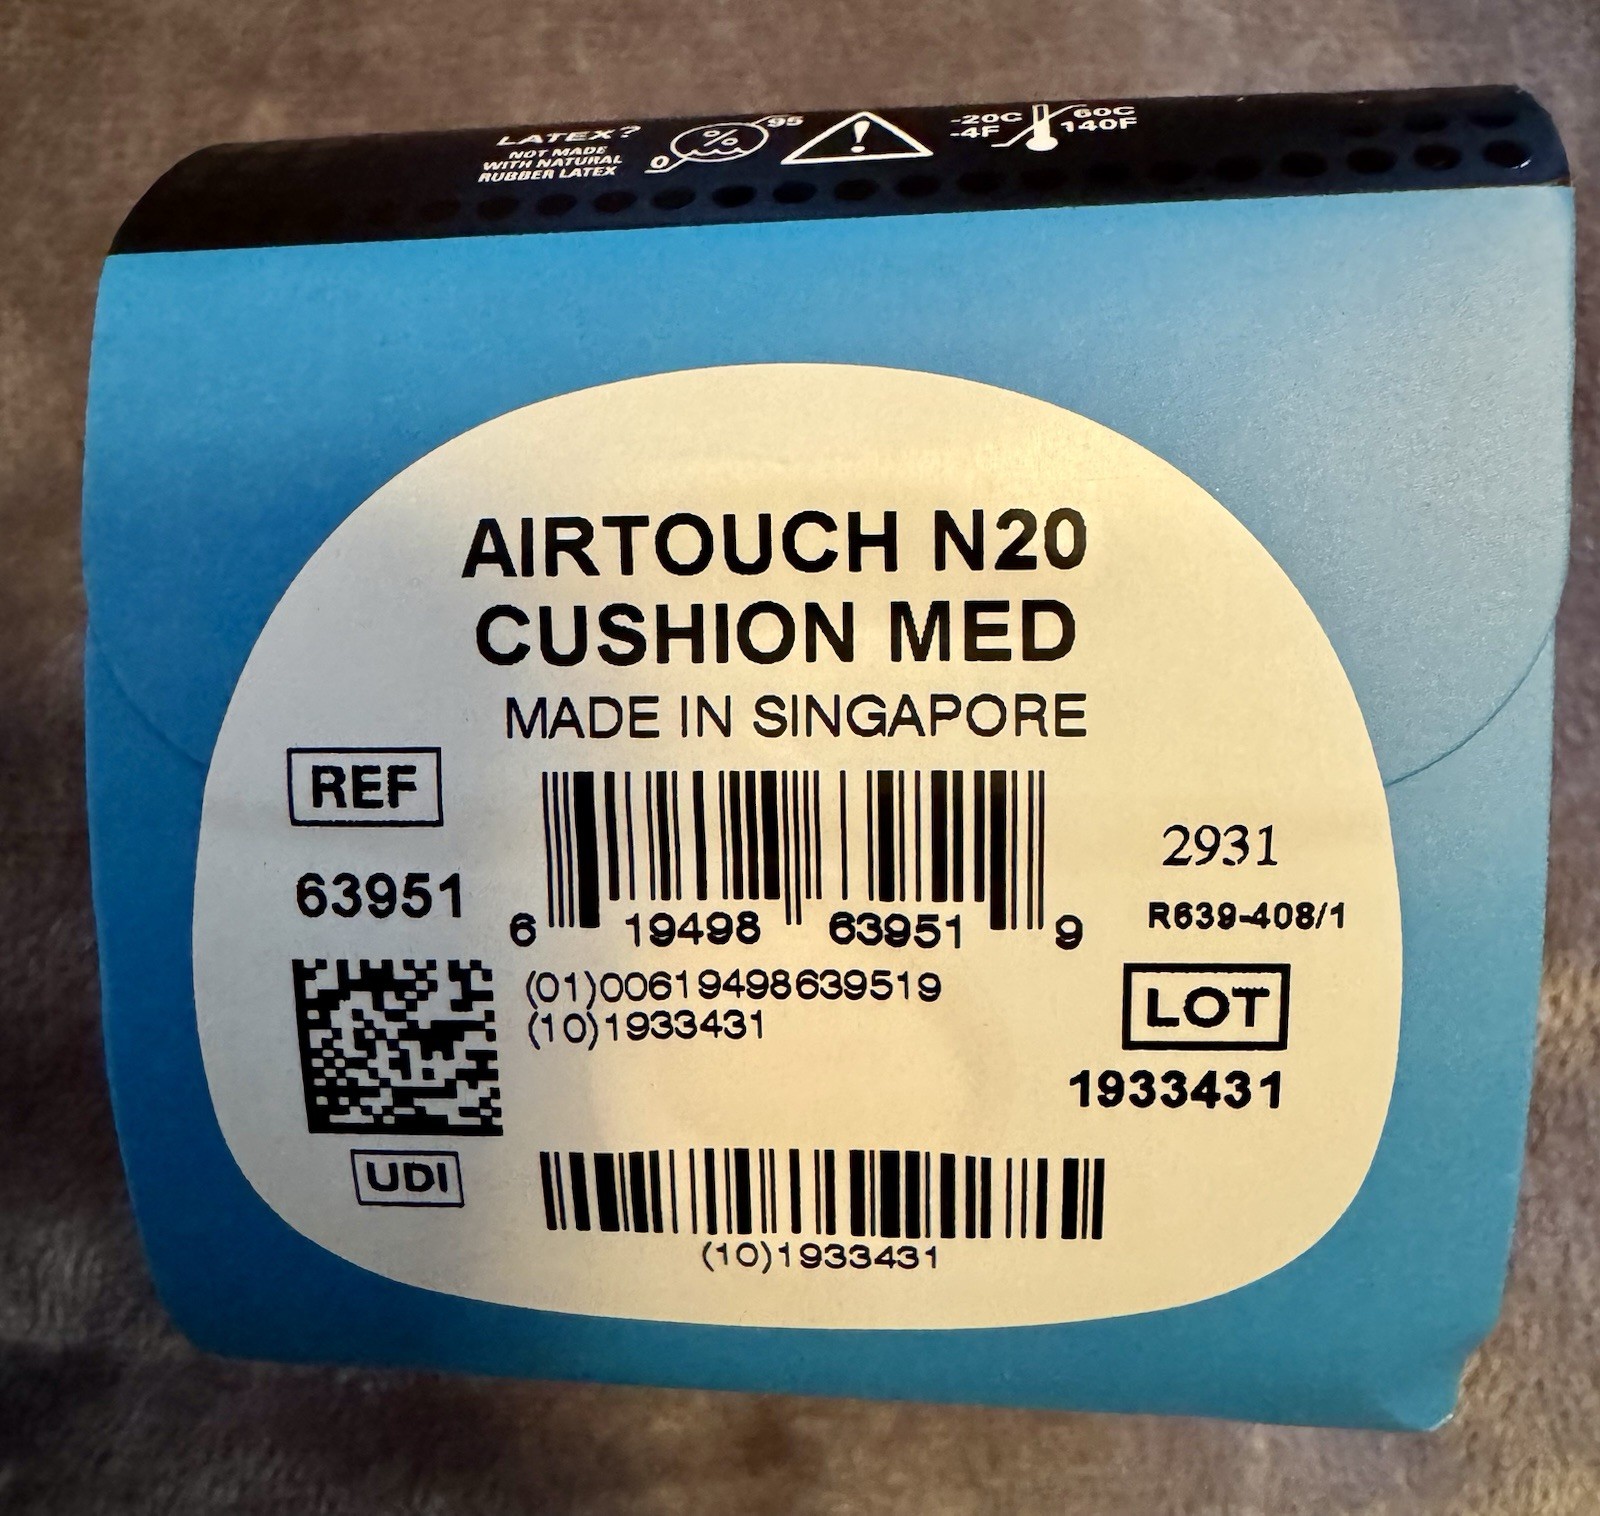 LATEX?
NOT MADE
WITH NATURAL
RUBBER LATEX
0 % 95
-20C 60C
-4F 140F
AIRTOUCH N20
CUSHION MED
MADE IN SINGAPORE
REF
63951
6 19498 63951 9
2931
R639-408/1
(01)00619498639519
(10)1933431
LOT
1933431
UDI
(10)1933431